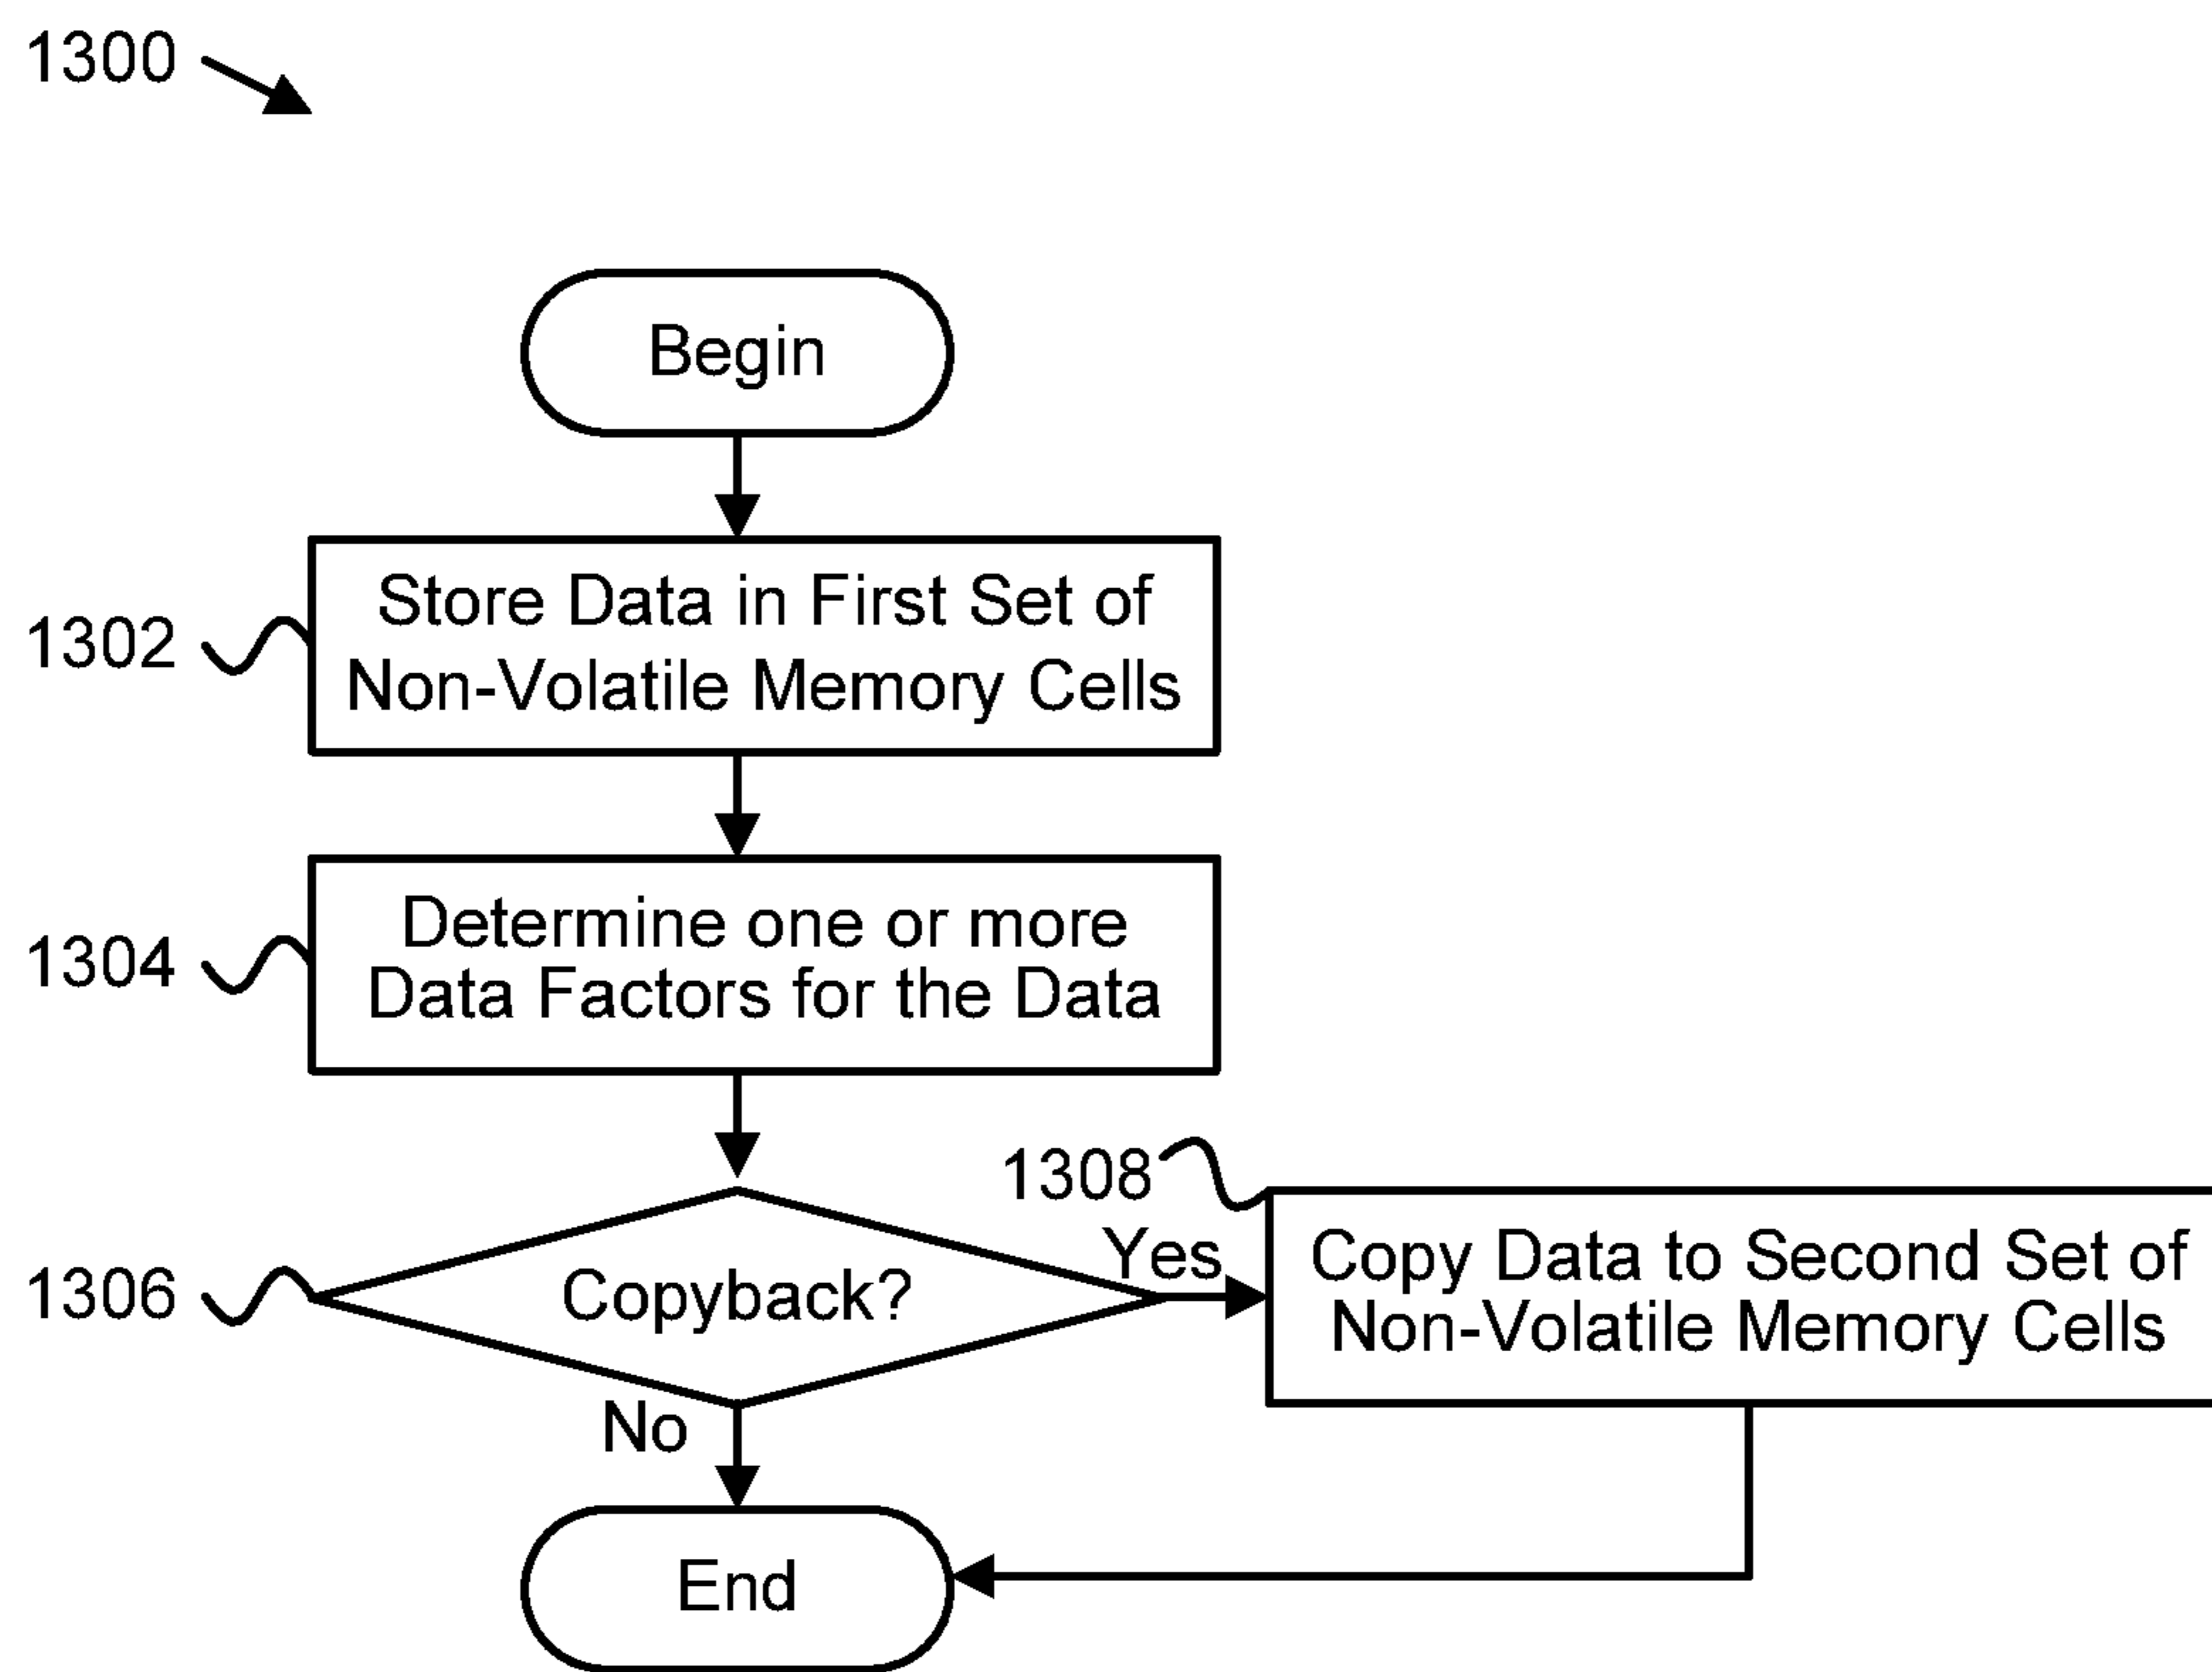 1300
Begin
1302
Store Data in First Set of
Non-Volatile Memory Cells
1304
Determine one or more
Data Factors for the Data
1306
Copyback?
Yes
1308
Copy Data to Second Set of
Non-Volatile Memory Cells
No
End